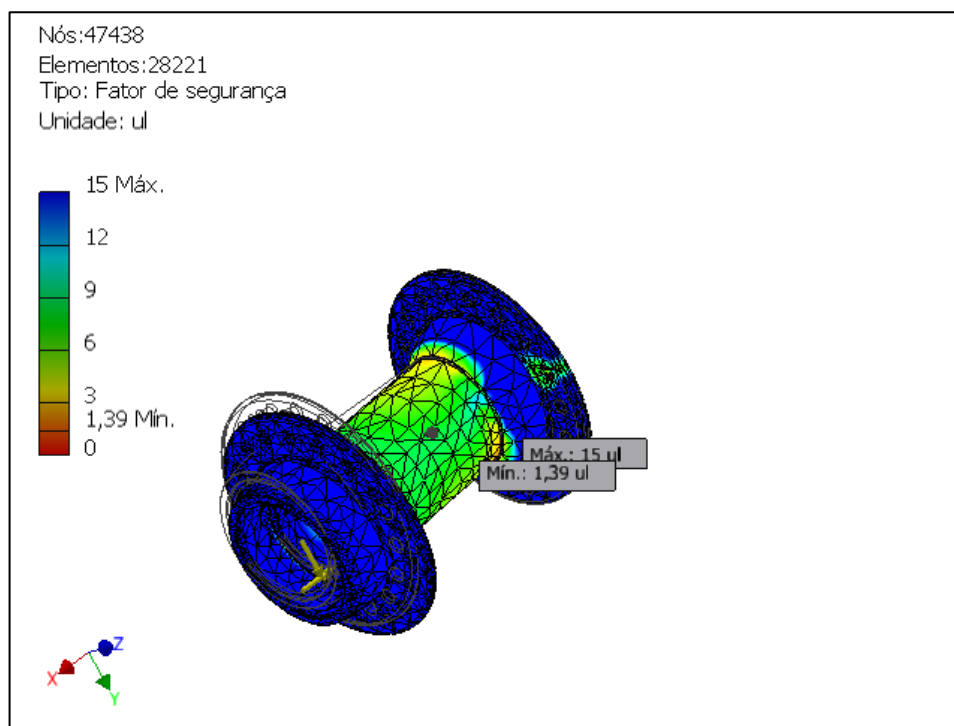 Nós:47438
Elementos:28221
Tipo: Fator de segurança
Unidade: ul
15 Máx.
12
9
6
3
1,39 Mín.
0
Máx.: 15 ul
Mín.: 1,39 ul
Z
X
Y